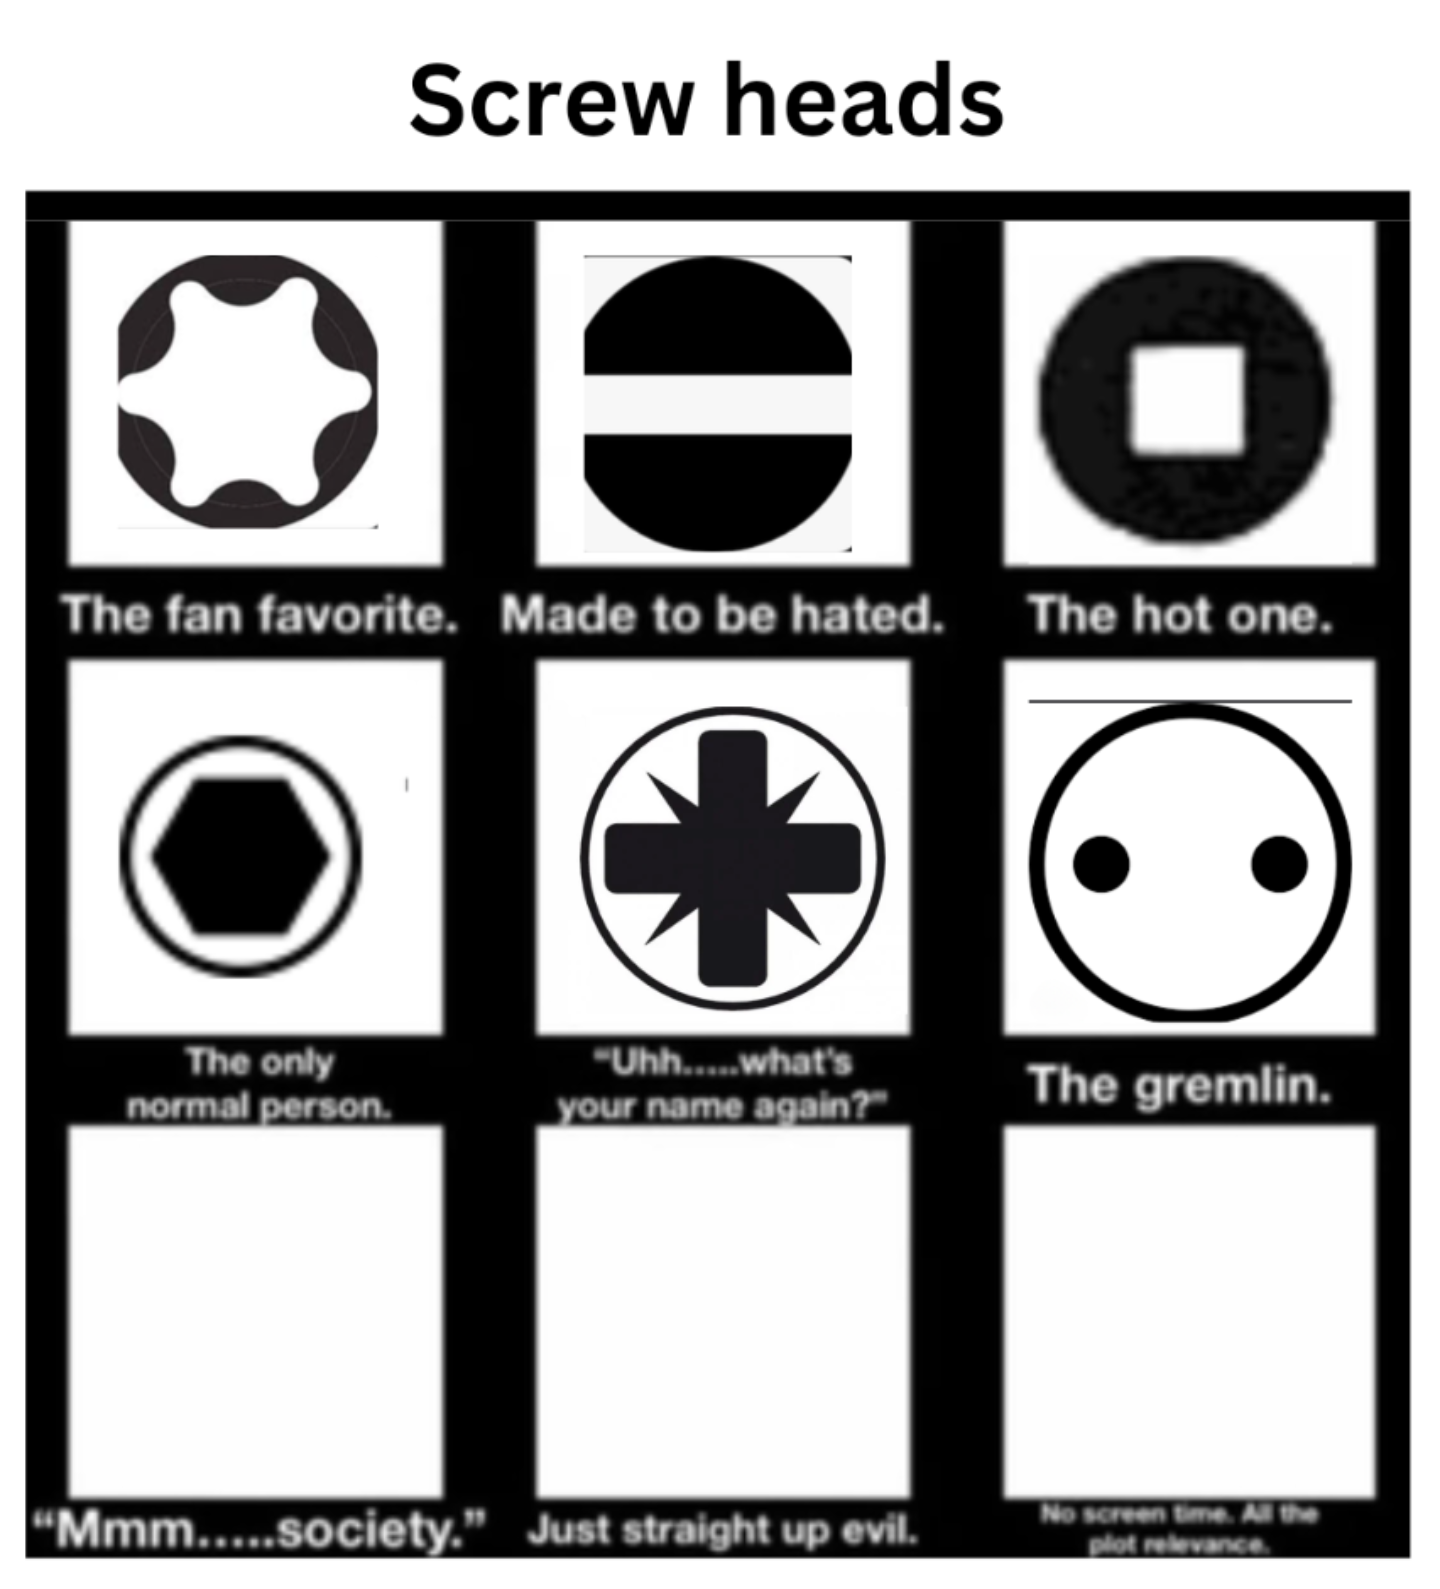 Screw heads
The fan favorite.
Made to be hated.
The hot one.
The only
normal person.
“Uhh.....what's
your name again?"
The gremlin.
“Mmm.....society.”
Just straight up evil.
No screen time. All the
plot relevance.